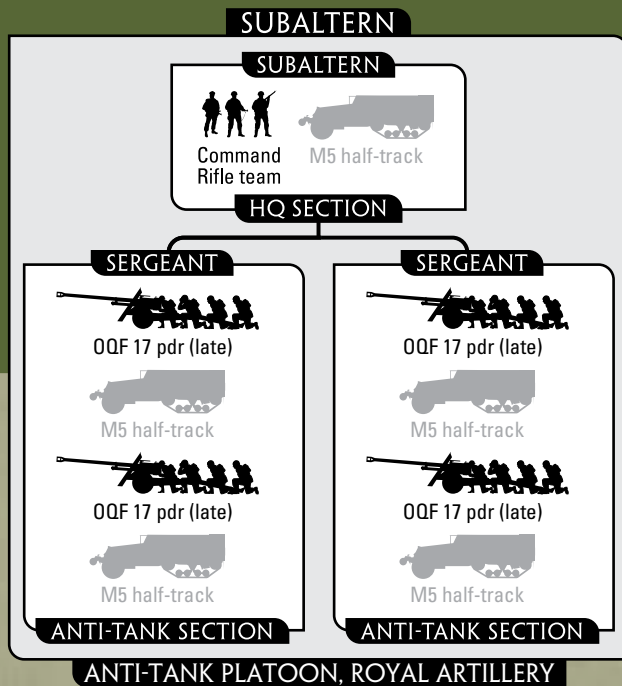 SUBALTERN
SUBALTERN
Command
Rifle team
M5 half-track
HQ SECTION
SERGEANT
OQF 17 pdr (late)
M5 half-track
OQF 17 pdr (late)
M5 half-track
ANTI-TANK SECTION
SERGEANT
OQF 17 pdr (late)
M5 half-track
OQF 17 pdr (late)
M5 half-track
ANTI-TANK SECTION
ANTI-TANK PLATOON, ROYAL ARTILLERY